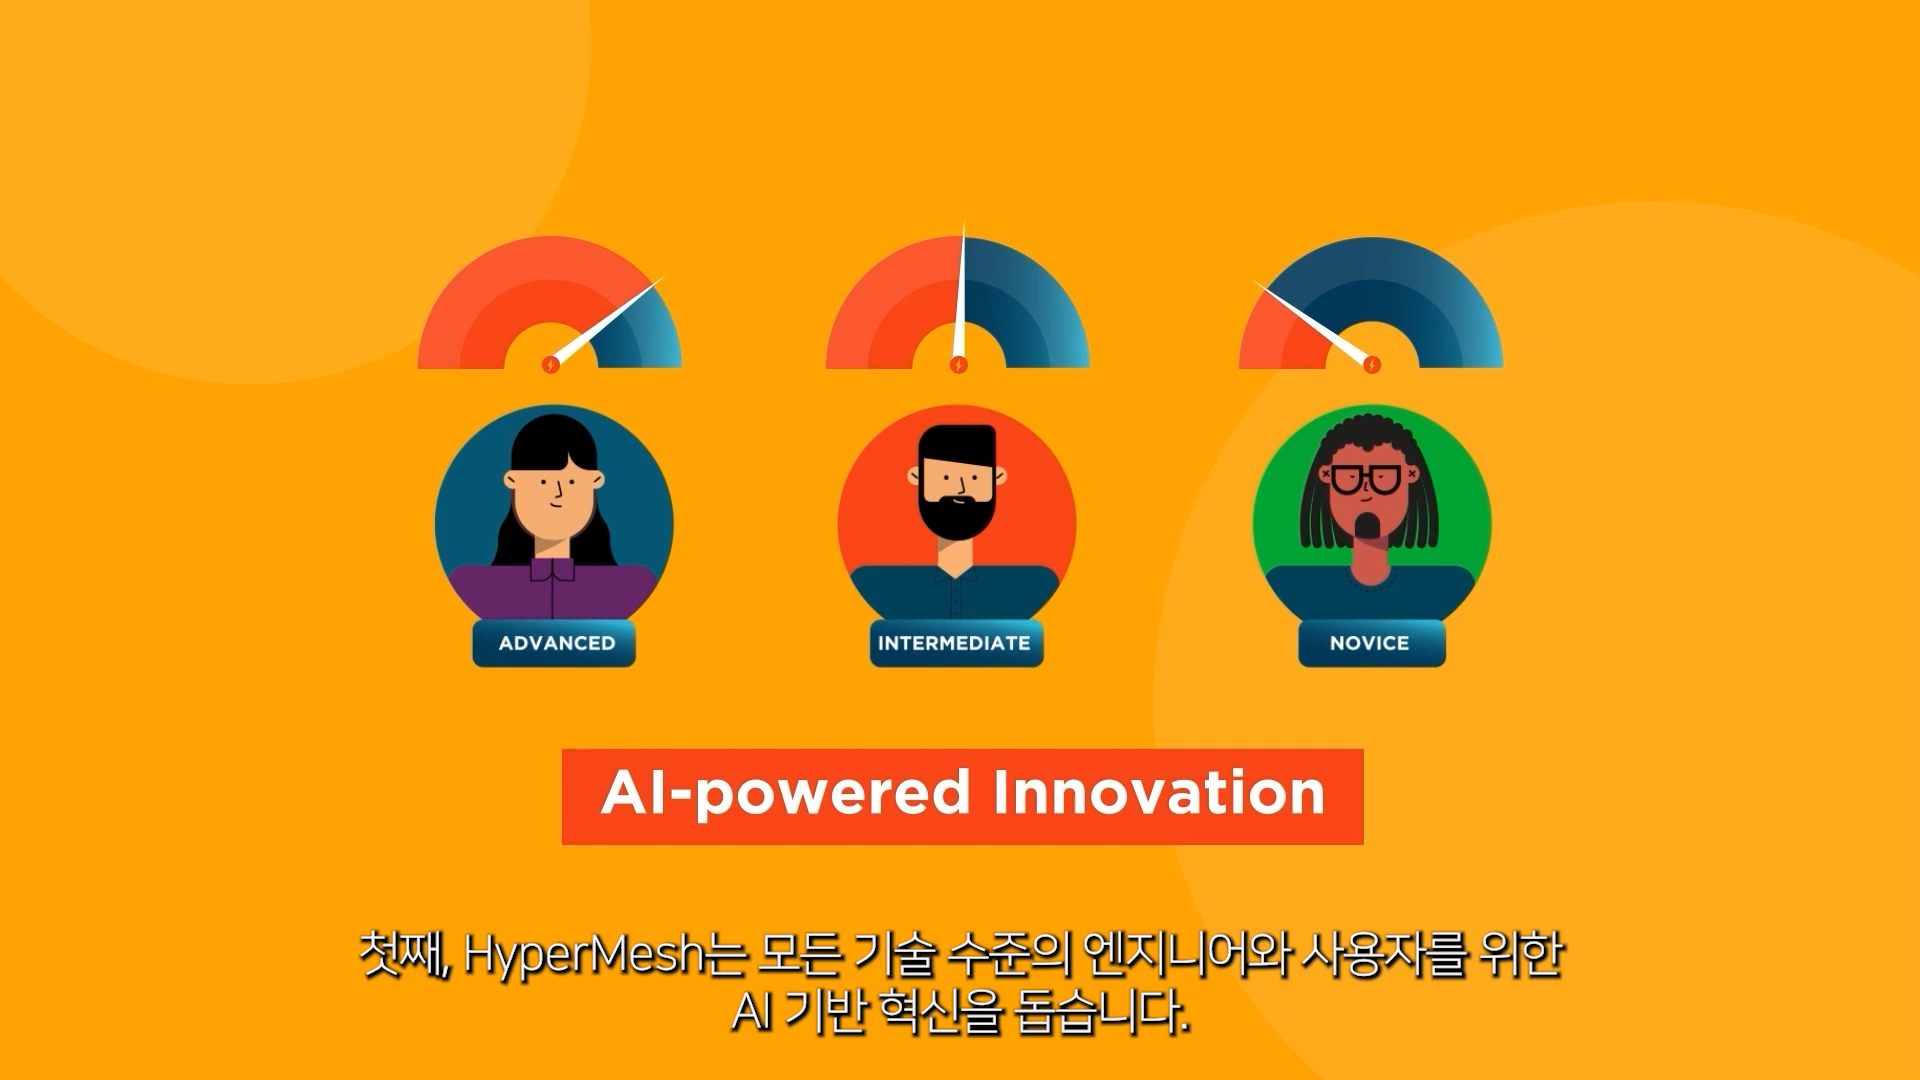 ADVANCED
INTERMEDIATE
NOVICE
AI-powered Innovation
첫째, HyperMesh는 모든 기술 수준의 엔지니어와 사용자를 위한
AI 기반 혁신을 돕습니다.